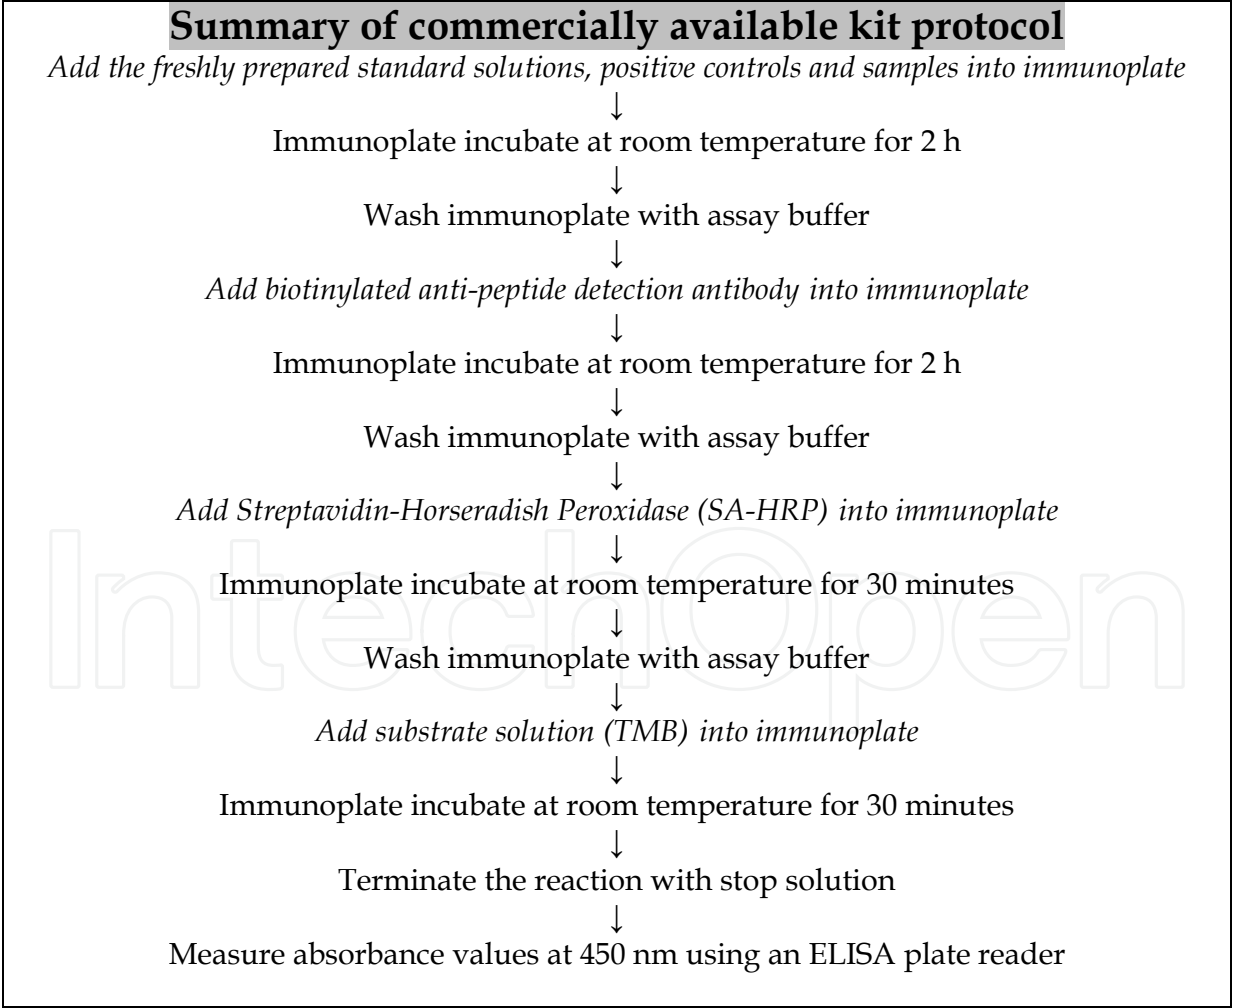 Summary of commercially available kit protocol
Add the freshly prepared standard solutions, positive controls and samples into immunoplate
↓
Immunoplate incubate at room temperature for 2 h
↓
Wash immunoplate with assay buffer
↓
Add biotinylated anti-peptide detection antibody into immunoplate
↓
Immunoplate incubate at room temperature for 2 h
↓
Wash immunoplate with assay buffer
↓
Add Streptavidin-Horseradish Peroxidase (SA-HRP) into immunoplate
↓
Immunoplate incubate at room temperature for 30 minutes
↓
Wash immunoplate with assay buffer
↓
Add substrate solution (TMB) into immunoplate
↓
Immunoplate incubate at room temperature for 30 minutes
↓
Terminate the reaction with stop solution
↓
Measure absorbance values at 450 nm using an ELISA plate reader
IntechOpen